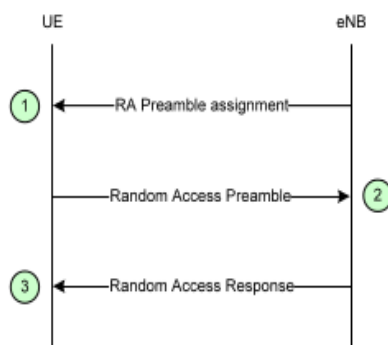 UE eNB
1 RA Preamble assignment
Random Access Preamble 2
3 Random Access Response